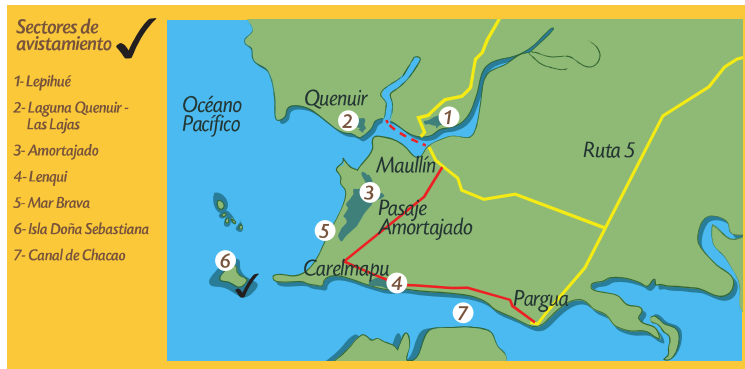 Sectores de
avistamiento
1- Lepihué
2- Laguna Quenuir -
Las Lajas
3- Amortajado
4- Lenqui
5- Mar Brava
6- Isla Doña Sebastiana
7- Canal de Chacao
Océano
Pacífico
Quenuir
2
1
Maullín
Ruta 5
3
Pasaje
Amortajado
5
6
Carelmapu
4
7
Pargua